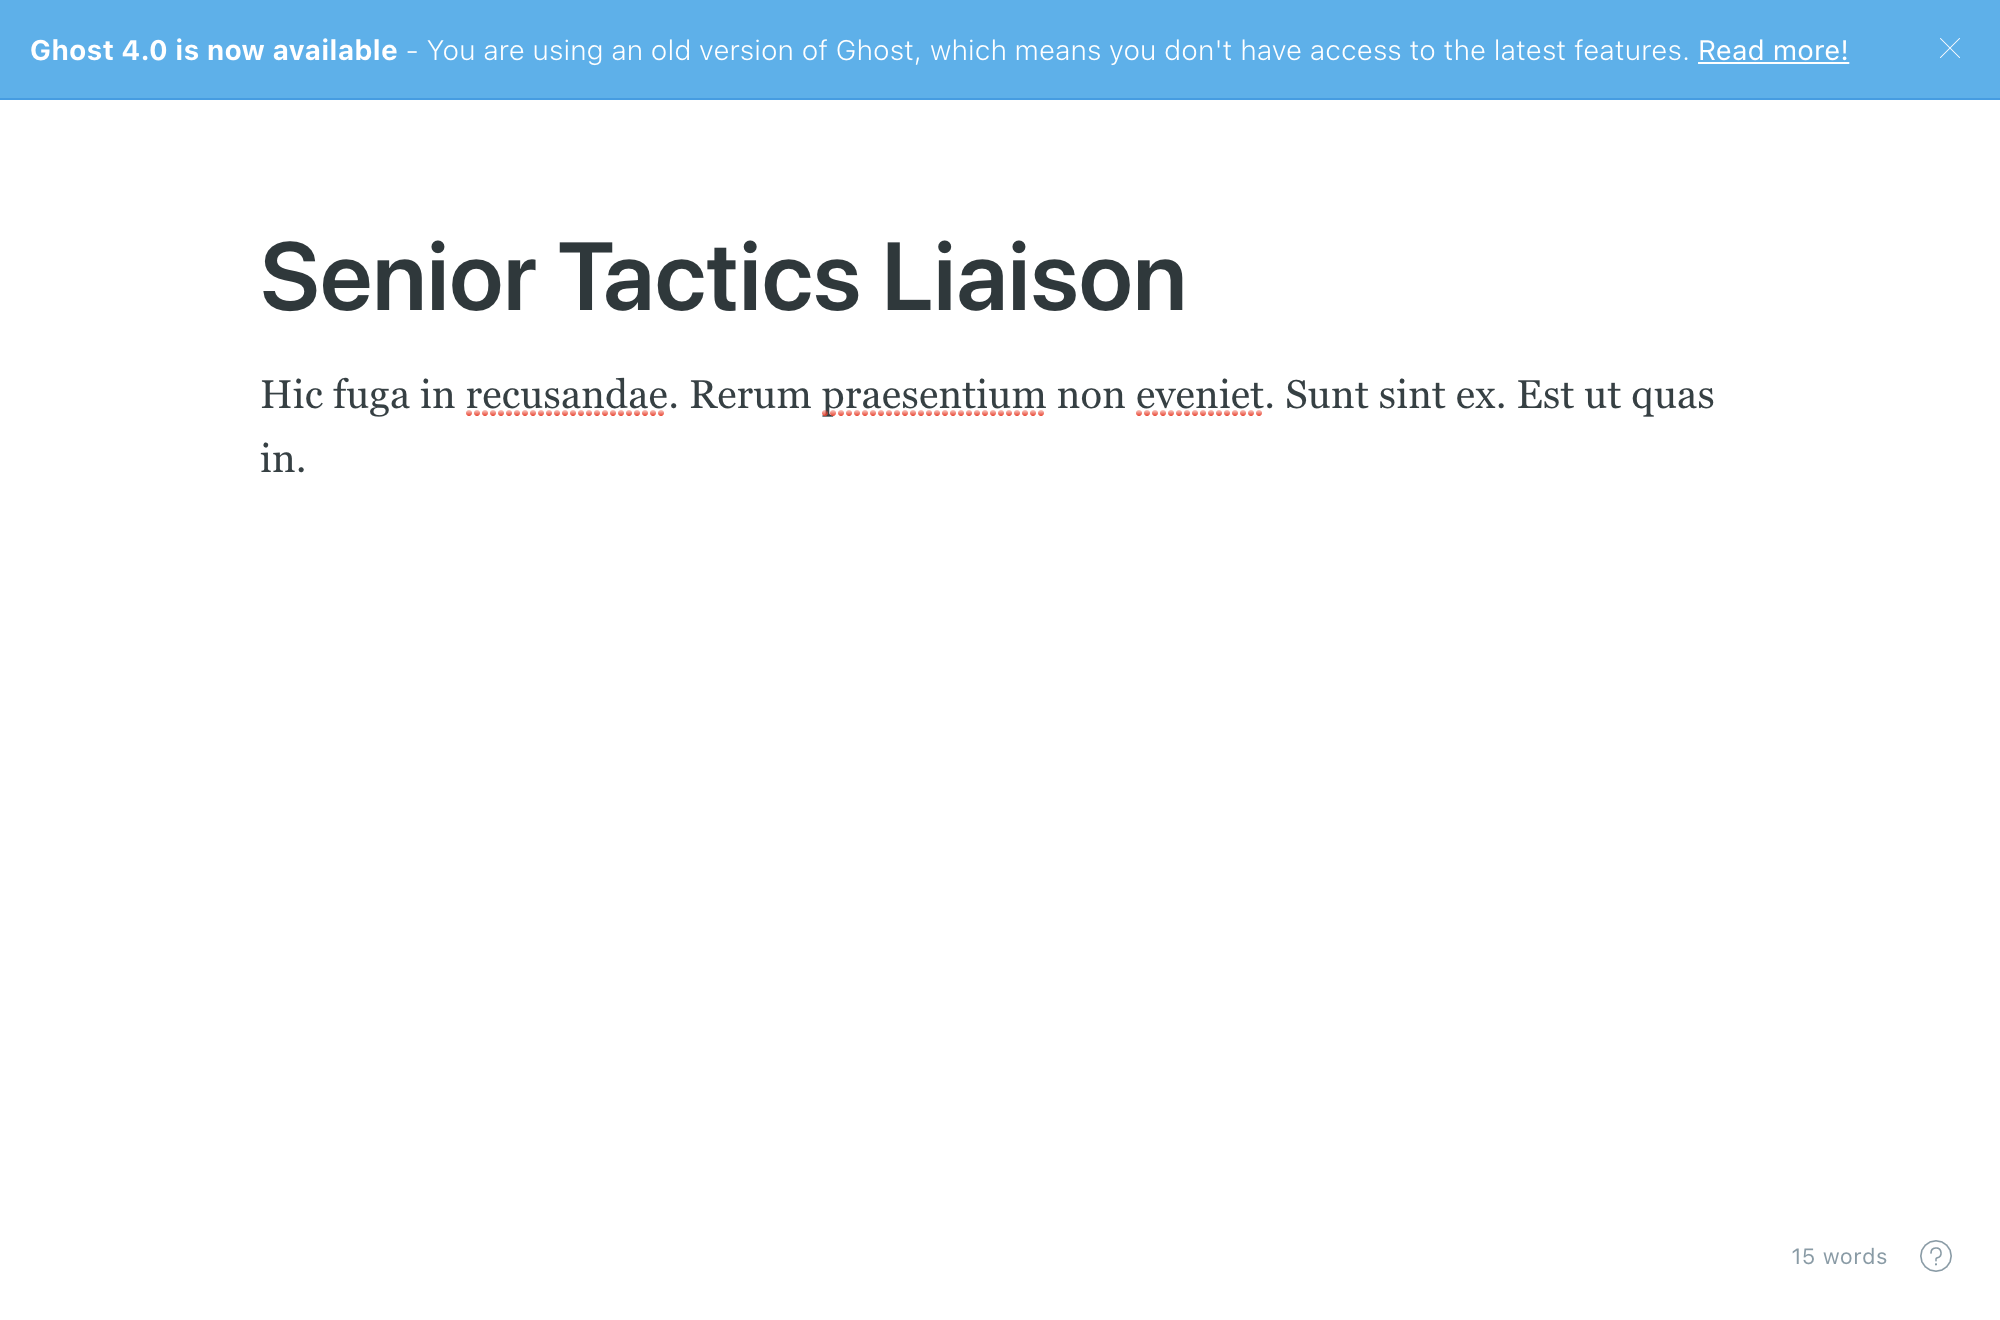 Ghost 4.0 is now available - You are using an old version of Ghost, which means you don't have access to the latest features. Read more!
Senior Tactics Liaison
Hic fuga in recusandae. Rerum praesentium non eveniet. Sunt sint ex. Est ut quas
in.
15 words